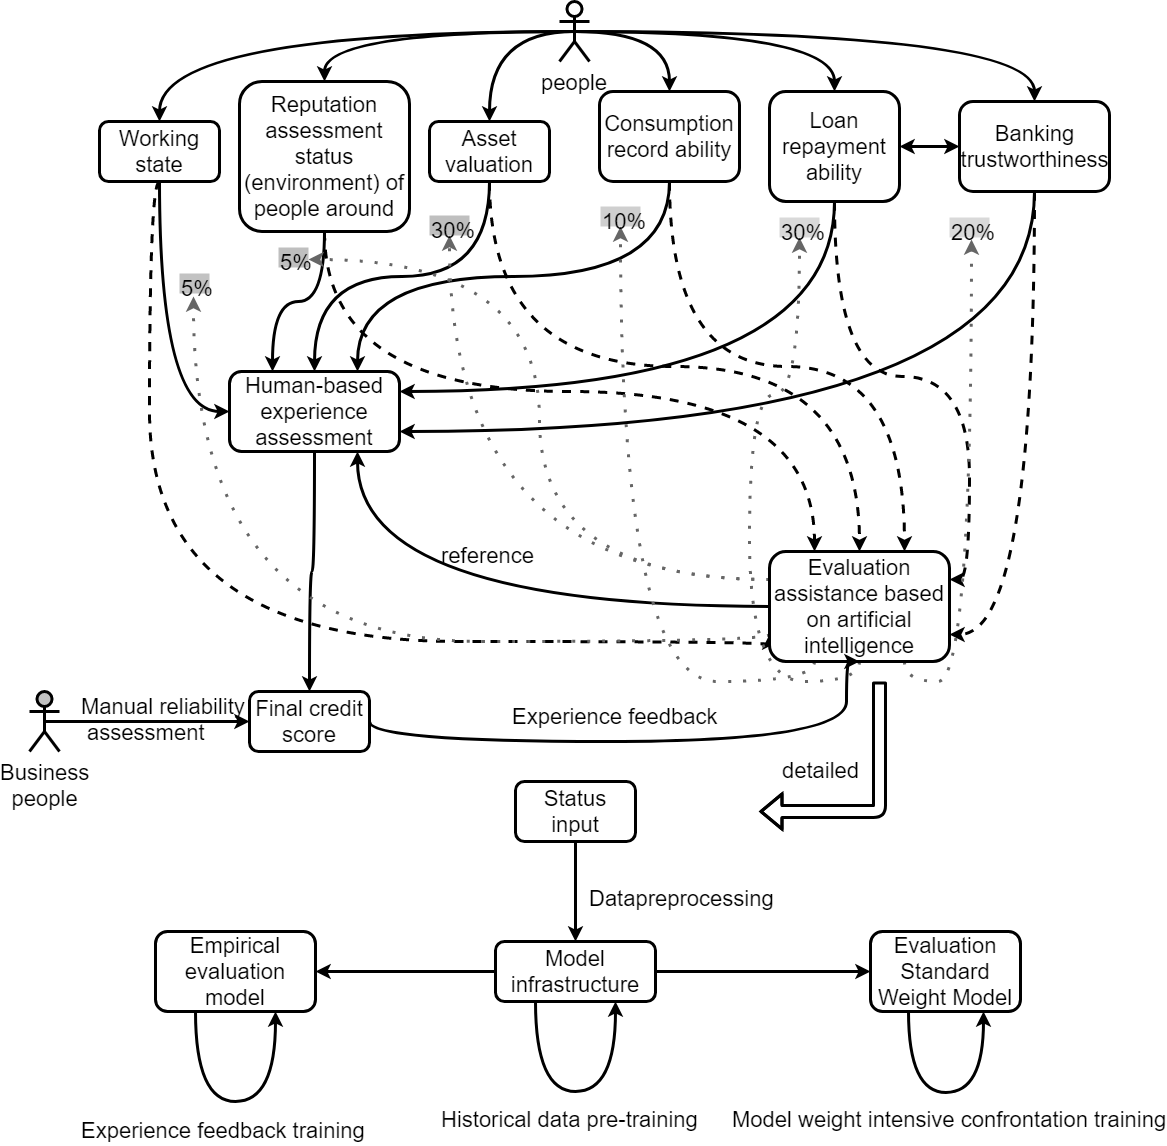 people
Working
state
Reputation
assessment
status
(environment) of
people around
Asset
valuation
Consumption
record ability
Loan
repayment
ability
Banking
trustworthiness
5%
5%
30%
10%
30%
20%
Human-based
experience
assessment
reference
Evaluation
assistance based
on artificial
intelligence
Business
people
Manual reliability
assessment
Final credit
score
Experience feedback
detailed
Status
input
Datapreprocessing
Empirical
evaluation
model
Model
infrastructure
Evaluation
Standard
Weight Model
Experience feedback training
Historical data pre-training
Model weight intensive confrontation training